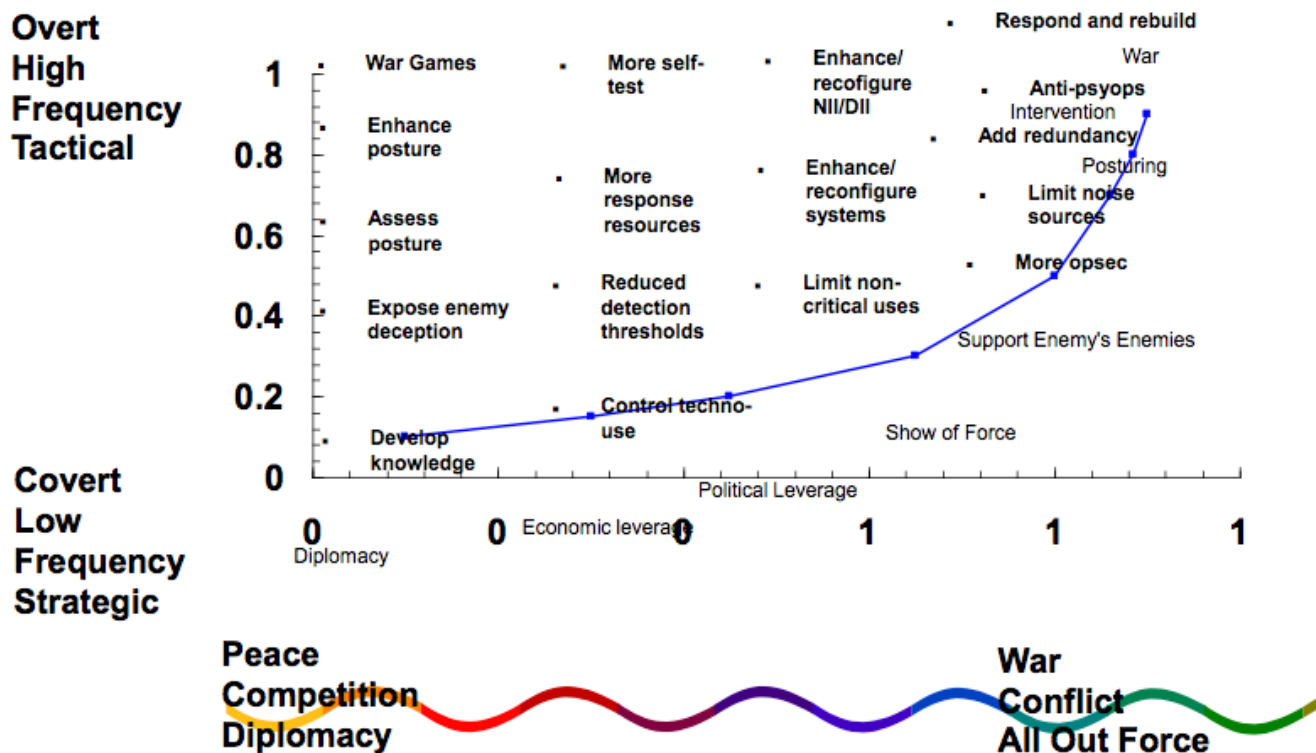 Overt
High
Frequency
Tactical
Respond and rebuild
War
War Games
More self-
test
Enhance/
recofigure
NII/DII
Anti-psyops
Intervention
Enhance
posture
Add redundancy
Posturing
More
response
resources
Enhance/
reconfigure
systems
Limit noise
sources
Assess
posture
More opsec
Expose enemy
deception
Reduced
detection
thresholds
Limit non-
critical uses
Support Enemy's Enemies
Control techno-
use
Show of Force
Develop
knowledge
1
0.8
0.6
0.4
0.2
0
Political Leverage
0 0 0 1 1 1
Economic leverage
Diplomacy
Covert
Low
Frequency
Strategic
Peace
Competition
Diplomacy
War
Conflict
All Out Force